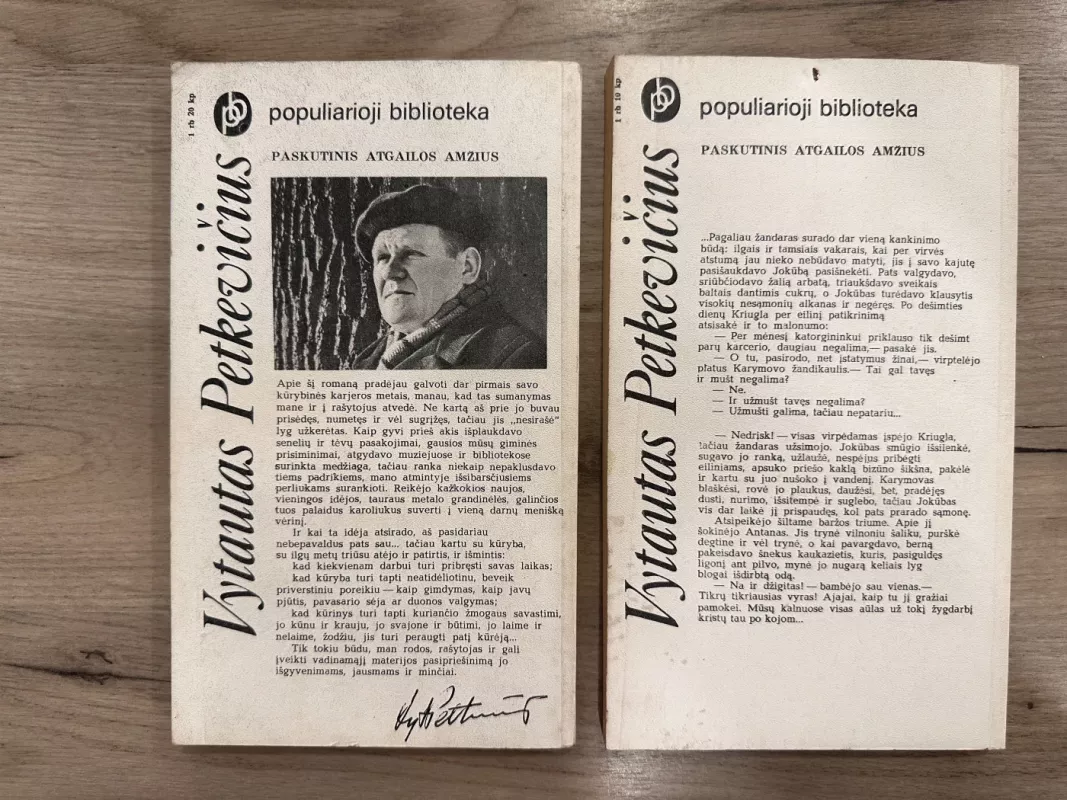 1 rb 20 kp
pb
populiarioji biblioteka
Vytautas Petkevičius
PASKUTINIS ATGAILOS AMŽIUS
Apie šį romaną pradėjau galvoti dar pirmais savo
kūrybinės karjeros metais, manau, kad tas sumanymas
mane ir į rašytojus atvedė. Ne kartą aš prie jo buvau
prisėdęs, numetęs ir vėl sugrįžęs, tačiau jis „nesirašė“
lyg užkerėtas. Kaip gyvi prieš akis išplaukdavo
senelių ir tėvų pasakojimai, gausios mūsų giminės
prisiminimai, atgydavo muziejuose ir bibliotekose
surinkta medžiaga, tačiau ranka niekaip nepaklusdavo
tiems padrikiems, mano atmintyje išsibarsčiusiems
perliukams surankioti. Reikėjo kažkokios naujos,
vieningos idėjos, tauraus metalo grandinėlės, galinčios
tuos palaidus karoliukus suverti į vieną darnų menišką
vėrinį.
Ir kai ta idėja atsirado, aš pasidariau
nebepavaldus pats sau... tačiau kartu su kūryba,
su ilgų metų triūsu atėjo ir patirtis, ir išmintis:
kad kiekvienam darbui turi pribręsti savas laikas;
kad kūryba turi tapti neatidėliotinu, beveik
priverstiniu poreikiu — kaip gimdymas, kaip javų
pjūtis, pavasario sėja ar duonos valgymas;
kad kūrinys turi tapti kuriančio žmogaus savastimi,
jo kūnu ir krauju, jo svajone ir būtimi, jo laime ir
nelaime, žodžiu, jis turi peraugti patį kūrėją...
Tik tokiu būdu, man rodos, rašytojas ir gali
įveikti vadinamąjį materijos pasipriešinimą jo
išgyvenimams, jausmams ir minčiai.
1 rb 10 kp
pb
populiarioji biblioteka
Vytautas Petkevičius
PASKUTINIS ATGAILOS AMŽIUS
...Pagaliau žandaras surado dar vieną kankinimo
būdą: ilgais ir tamsiais vakarais, kai per virvės
atstumą jau nieko nebūdavo matyti, jis į savo kajutę
pasišaukdavo Jokūbą pasišnekėti. Pats valgydavo,
sriūbčiodavo žalią arbatą, triaukšdavo sveikais
baltais dantimis cukrų, o Jokūbas turėdavo klausytis
visokių nesąmonių alkanas ir negėręs. Po dešimties
dienų Kriugla per eilinį patikrinimą
atsisakė ir to malonumo:
— Per mėnesį katorgininkui priklauso tik dešimt
parų karcerio, daugiau negalima,— pasakė jis.
— O tu, pasirodo, net įstatymus žinai,— virptelėjo
platus Karymovo žandikaulis.— Tai gal tavęs
ir mušt negalima?
— Ne.
— Ir užmušt tavęs negalima?
— Užmušti galima, tačiau nepatariu...
— Nedrįsk! — visas virpėdamas įspėjo Kriugla,
tačiau žandaras užsimojo. Jokūbas smūgio išsilenkė,
sugavo jo ranką, užlaužė, nespėjus pribėgti
eiliniams, apsuko priešo kaklą bizūno šikšna, pakėlė
ir kartu su juo nušoko į vandenį. Karymovas
blaškėsi, rovė jo plaukus, daužėsi, bet, pradėjęs
dusti, nurimo, išsitempė ir suglebo, tačiau Jokūbas
vis dar laikė jį prispaudęs, kol pats prarado sąmonę.
Atsipeikėjo šiltame baržos triume. Apie jį
šokinėjo Antanas. Jis trynė vilnoniu šaliku, purškė
degtine ir vėl trynė, o kai pavargdavo, berną
pakeisdavo šnekus kaukazietis, kuris, pasiguldęs
ligonį ant pilvo, mynė jo nugarą keliais lyg
blogai išdirbtą odą.
— Na ir džigitas! — bambėjo sau vienas.—
Tikrų tikriausias vyras! Ajajai, kaip tu jį gražiai
pamokei. Mūsų kalnuose visas aūlas už tokį žygdarbį
kristų tau po kojom...